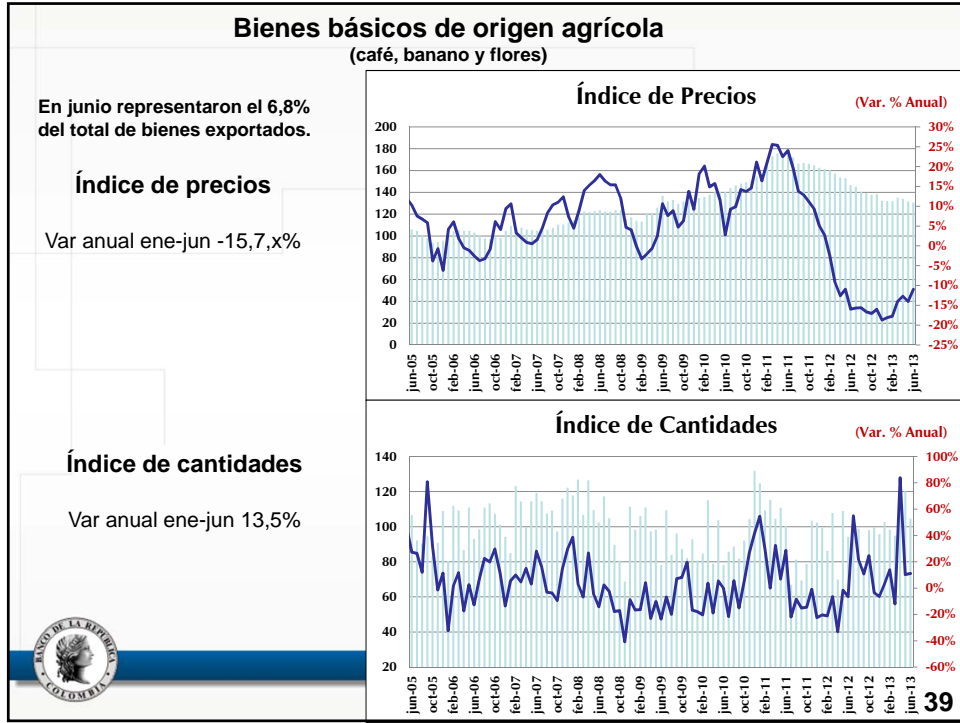 Bienes básicos de origen agrícola
(café, banano y flores)
En junio representaron el 6,8%
del total de bienes exportados.
Índice de precios
Var anual ene-jun -15,7,x%
Índice de Precios
(Var. % Anual)
200
180
160
140
120
100
80
60
40
20
0
30%
25%
20%
15%
10%
5%
0%
-5%
-10%
-15%
-20%
-25%
jun-05
oct-05
feb-06
jun-06
oct-06
feb-07
jun-07
oct-07
feb-08
jun-08
oct-08
feb-09
jun-09
oct-09
feb-10
jun-10
oct-10
feb-11
jun-11
oct-11
feb-12
jun-12
oct-12
feb-13
jun-13
Índice de cantidades
Var anual ene-jun 13,5%
Índice de Cantidades
(Var. % Anual)
140
120
100
80
60
40
20
100%
80%
60%
40%
20%
0%
-20%
-40%
-60%
jun-05
oct-05
feb-06
jun-06
oct-06
feb-07
jun-07
oct-07
feb-08
jun-08
oct-08
feb-09
jun-09
oct-09
feb-10
jun-10
oct-10
feb-11
jun-11
oct-11
feb-12
jun-12
oct-12
feb-13
jun-13
BANCO DE LA REPUBLICA
COLOMBIA
39